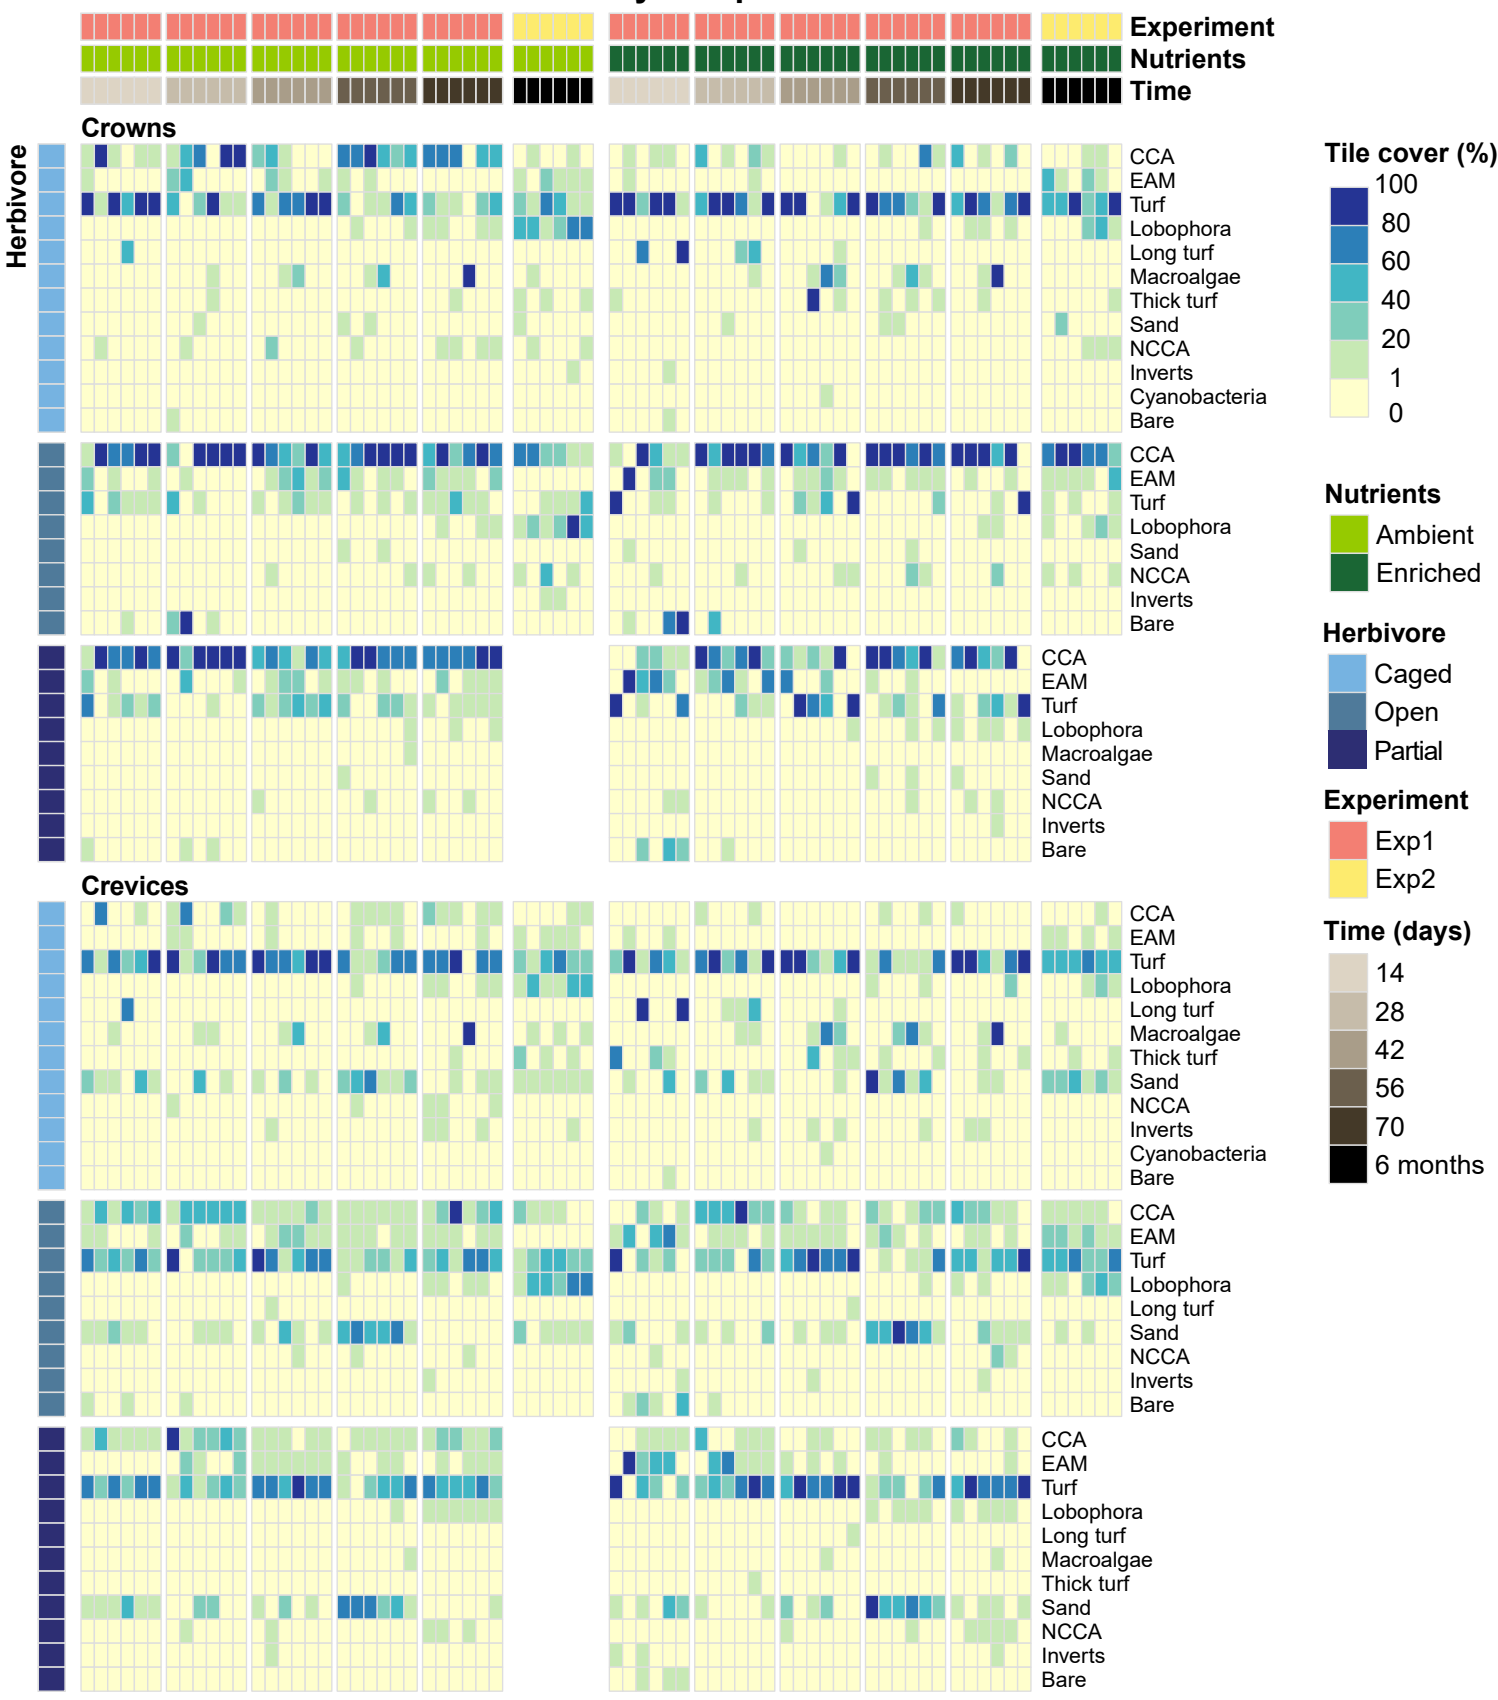 Experiment
Nutrients
Time
Crowns
Herbivore
CCA
EAM
Turf
Lobophora
Long turf
Macroalgae
Thick turf
Sand
NCCA
Inverts
Cyanobacteria
Bare
CCA
EAM
Turf
Lobophora
Sand
NCCA
Inverts
Bare
CCA
EAM
Turf
Lobophora
Macroalgae
Sand
NCCA
Inverts
Bare
Crevices
CCA
EAM
Turf
Lobophora
Long turf
Macroalgae
Thick turf
Sand
NCCA
Inverts
Cyanobacteria
Bare
CCA
EAM
Turf
Lobophora
Long turf
Sand
NCCA
Inverts
Bare
CCA
EAM
Turf
Lobophora
Long turf
Macroalgae
Thick turf
Sand
NCCA
Inverts
Bare
Tile cover (%)
100
80
60
40
20
1
0
Nutrients
Ambient
Enriched
Herbivore
Caged
Open
Partial
Experiment
Exp1
Exp2
Time (days)
14
28
42
56
70
6 months